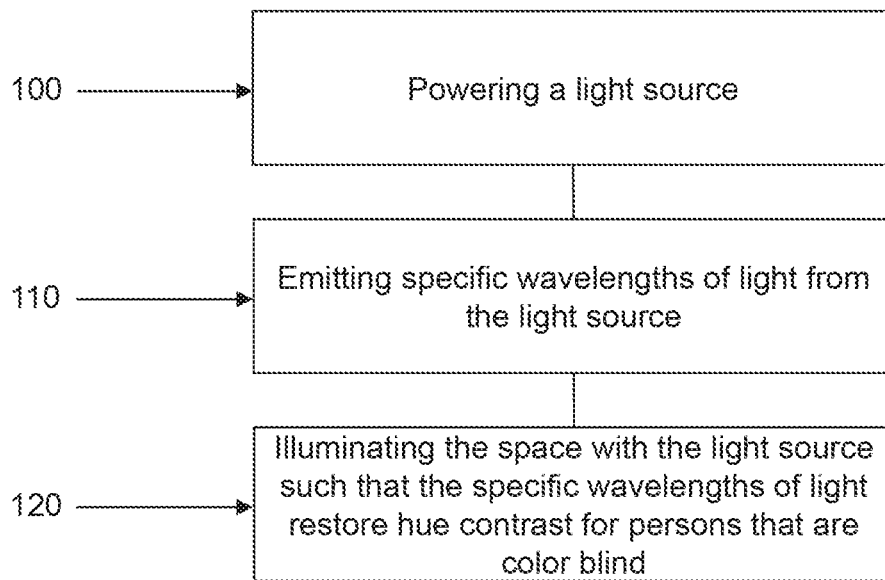 100
Powering a light source
110
Emitting specific wavelengths of light from
the light source
120
Illuminating the space with the light source
such that the specific wavelengths of light
restore hue contrast for persons that are
color blind